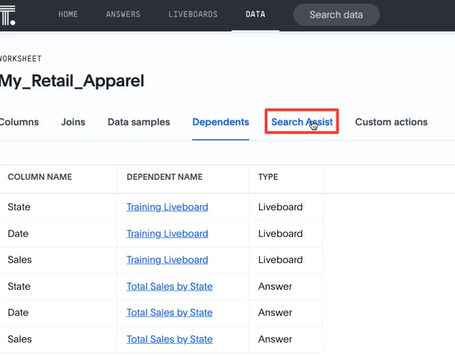 T. HOME ANSWERS LIVEBOARDS DATA Search data
WORKSHEET
My_Retail_Apparel
Columns Joins Data samples Dependents Search Assist Custom actions
COLUMN NAME DEPENDENT NAME TYPE
State Training Liveboard Liveboard
Date Training Liveboard Liveboard
Sales Training Liveboard Liveboard
State Total Sales by State Answer
Date Total Sales by State Answer
Sales Total Sales by State Answer